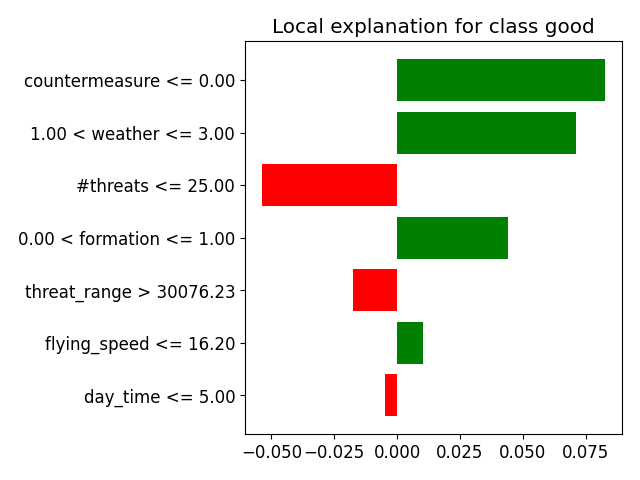 Local explanation for class good
countermeasure <= 0.00
1.00 < weather <= 3.00
#threats <= 25.00
0.00 < formation <= 1.00
threat_range > 30076.23
flying_speed <= 16.20
day_time <= 5.00
−0.050 −0.025 0.000 0.025 0.050 0.075